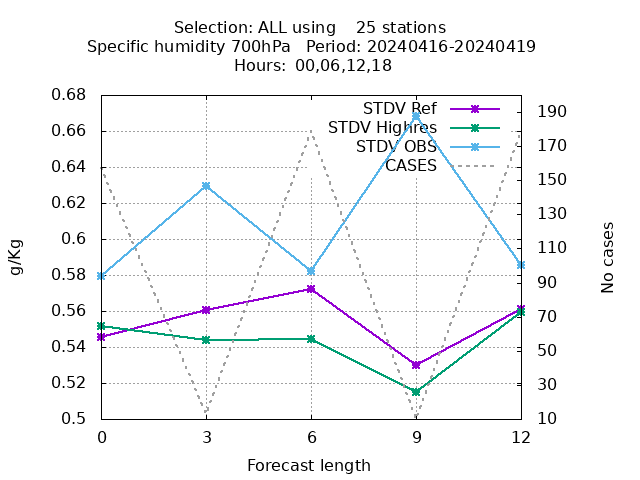 Selection: ALL using    25 stations
Specific humidity 700hPa   Period: 20240416-20240419
Hours:  00,06,12,18
STDV Ref
STDV Highres
STDV OBS
CASES
0.68
0.66
0.64
0.62
0.6
0.58
0.56
0.54
0.52
0.5
190
170
150
130
110
90
70
50
30
10
g/Kg
No cases
0 3 6 9 12
Forecast length